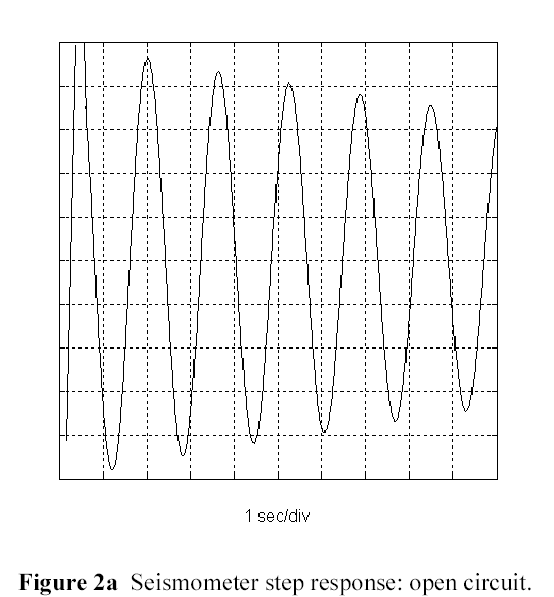 1 sec/div
Figure 2a Seismometer step response: open circuit.